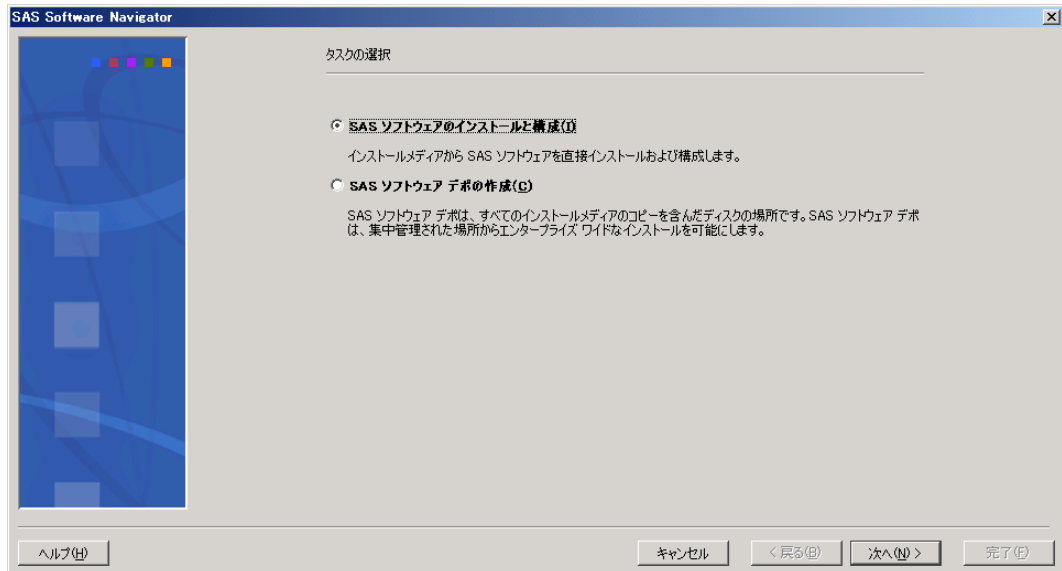 SAS Software Navigator
タスクの選択
SAS ソフトウェアのインストールと構成(I)
インストールメディアから SAS ソフトウェアを直接インストールおよび構成します。
SAS ソフトウェア デポの作成(C)
SAS ソフトウェア デポは、すべてのインストールメディアのコピーを含んだディスクの場所です。SAS ソフトウェア デポ
は、集中管理された場所からエンタープライズ ワイドなインストールを可能にします。
ヘルプ(H)
キャンセル
< 戻る(B)
次へ(N) >
完了(F)